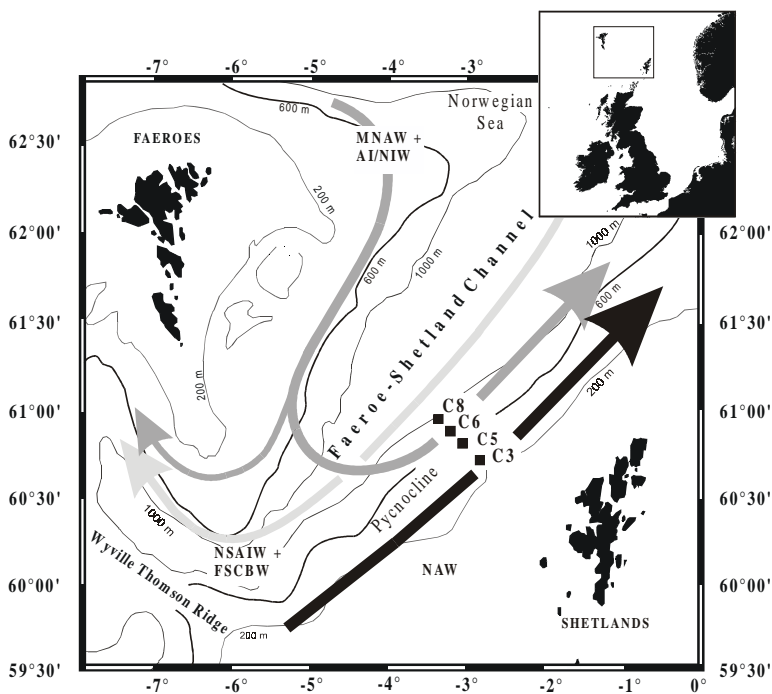 -7° -6° -5° -4° -3°
62°30'
62°00'
61°30'
61°00'
60°30'
60°00'
59°30'
FAEROES
600 m
Norwegian
Sea
MNAW +
AI/NIW
200 m
600 m
1000 m
1000 m
600 m
200 m
200 m
Faeroe-Shetland Channel
C8
C6
C5
C3
Pycnocline
1000 m
NSAIW +
FSCBW
NAW
Wyville Thomson Ridge
200 m
SHETLANDS
62°00'
61°30'
61°00'
60°30'
60°00'
59°30'
-7° -6° -5° -4° -3° -2° -1° 0°